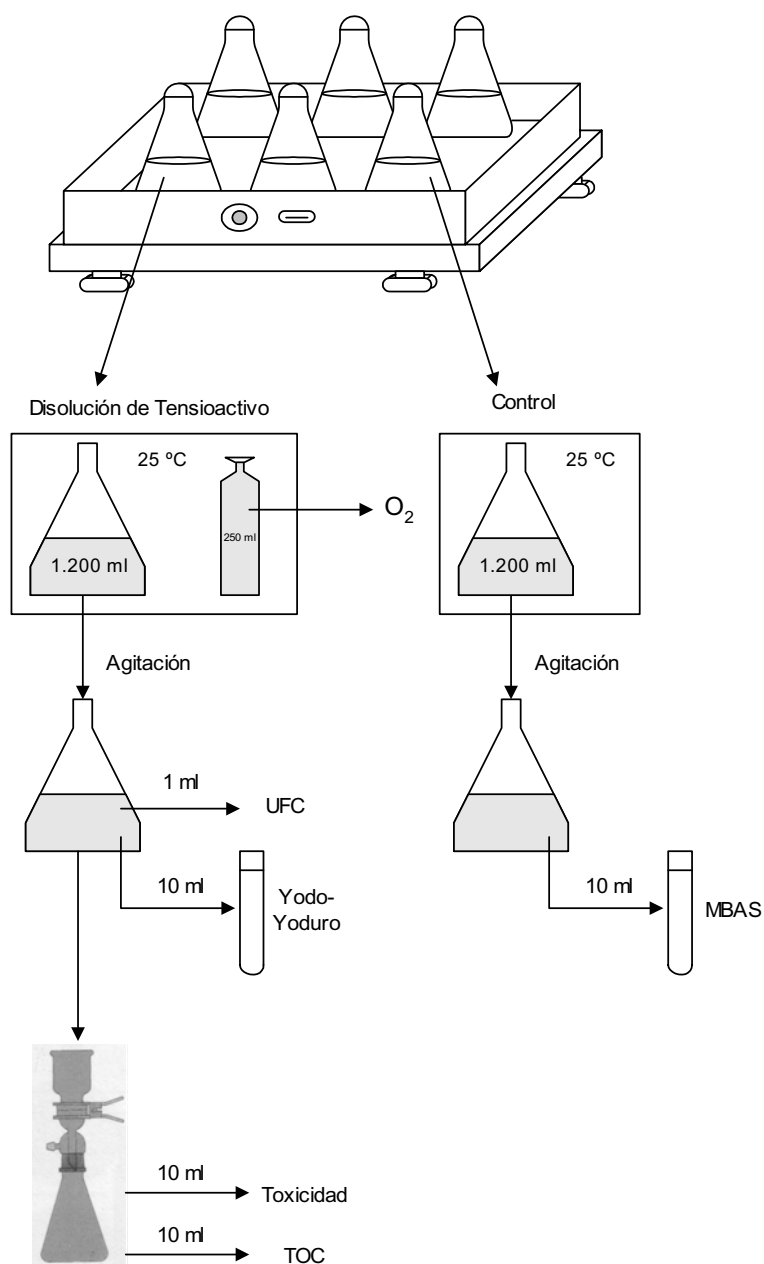 Disolución de Tensioactivo
Control
25 ºC
250 ml
1.200 ml
O2
25 ºC
1.200 ml
Agitación
Agitación
1 ml
UFC
10 ml
Yodo-
Yoduro
10 ml
MBAS
10 ml
Toxicidad
10 ml
TOC